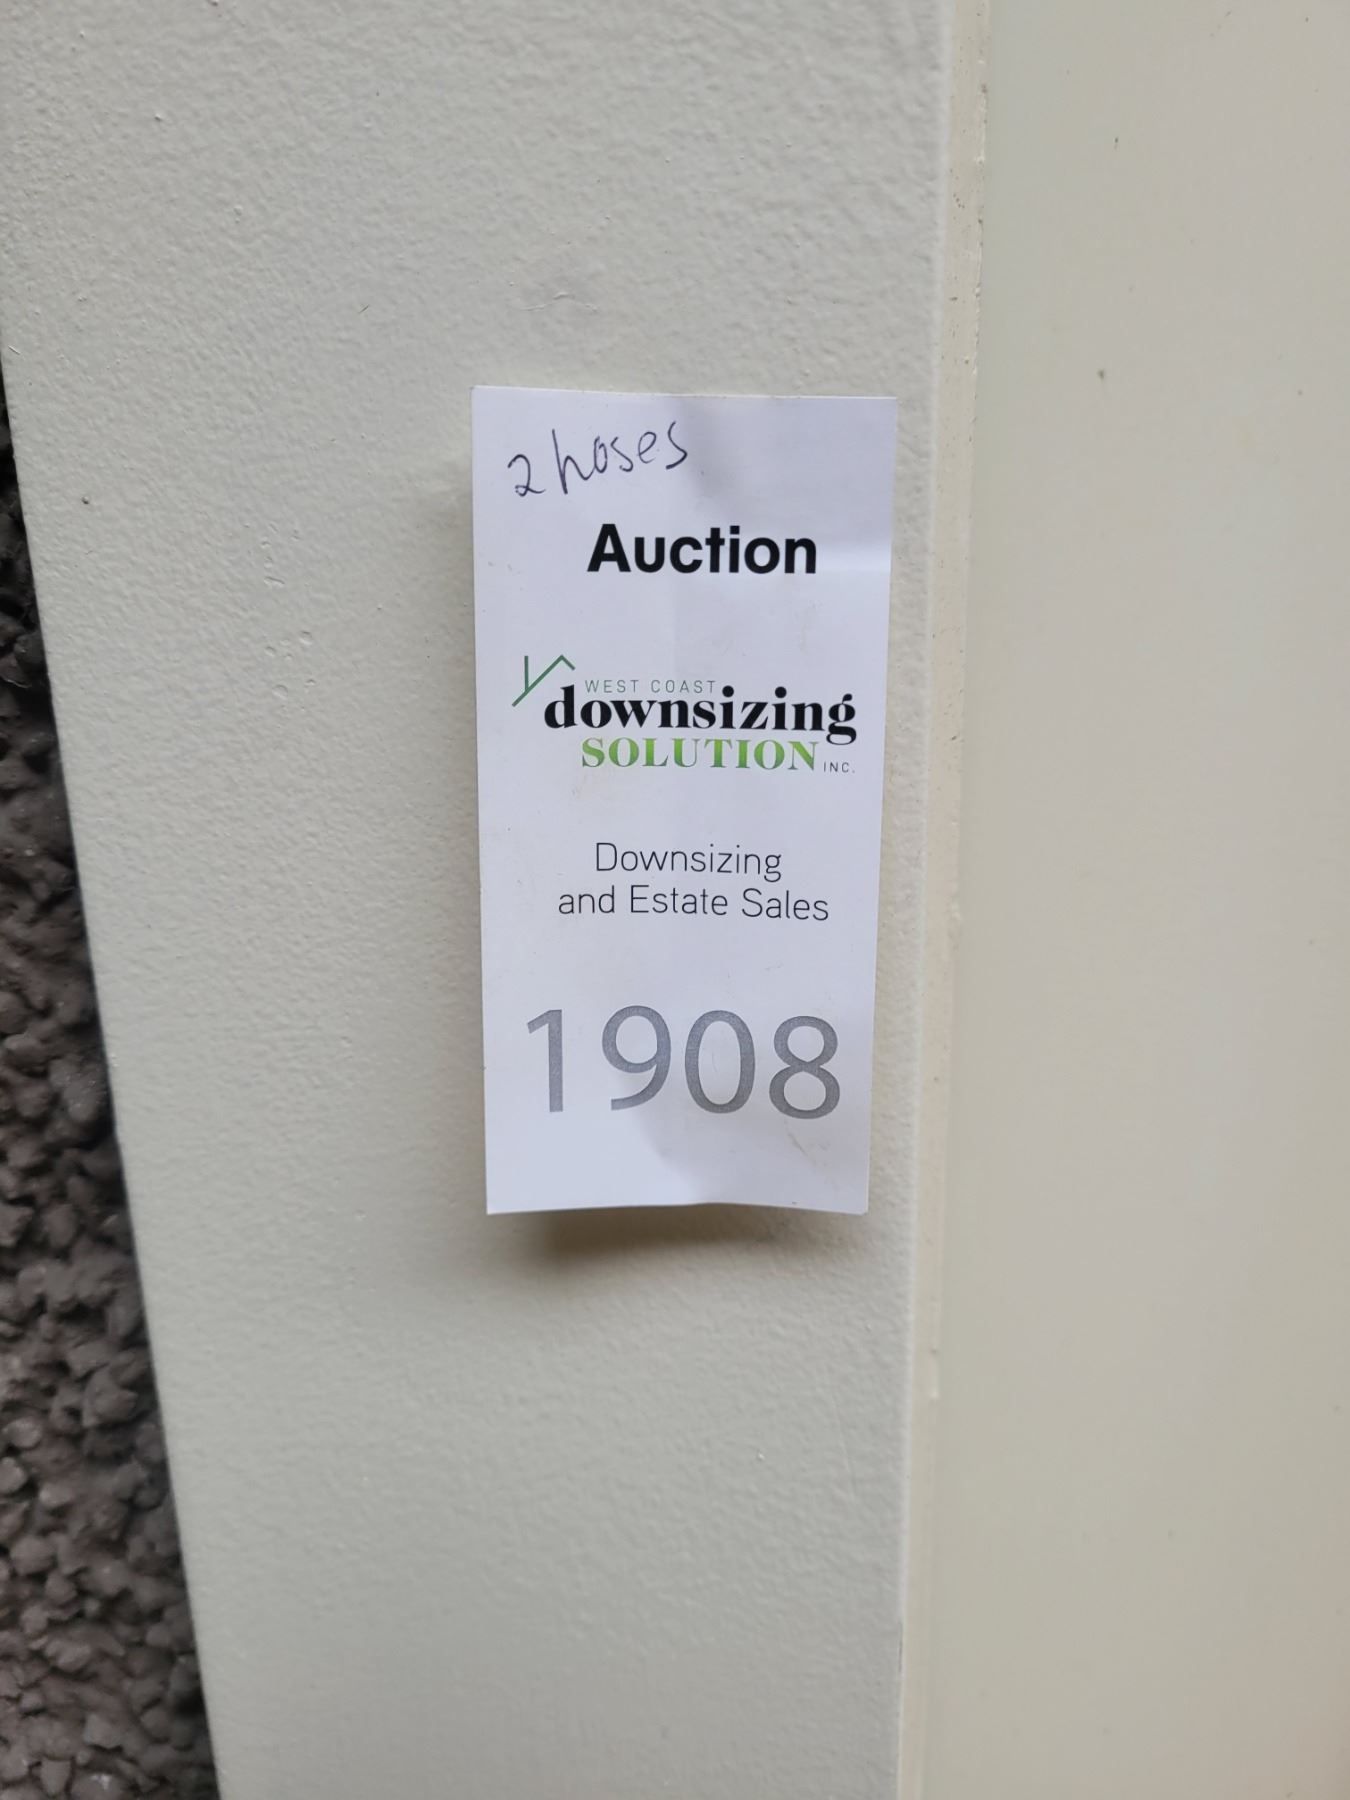 2 hoses
Auction
WEST COAST
downsizing
SOLUTION INC.
Downsizing
and Estate Sales
1908